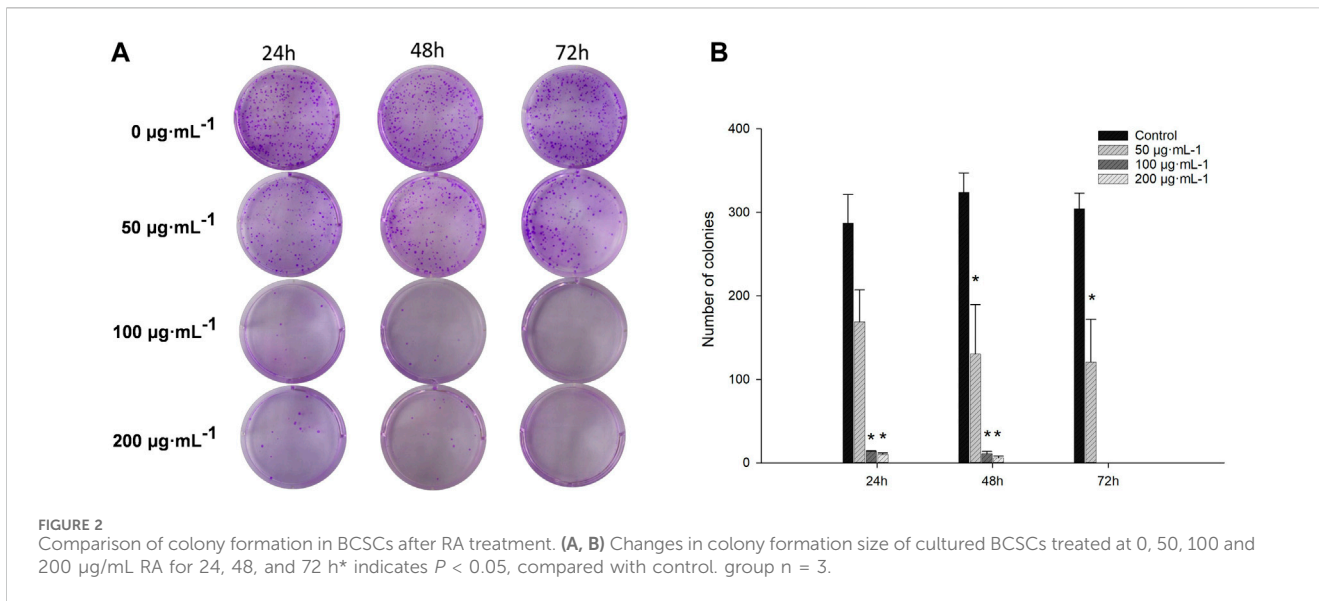 A
24h 48h 72h
0 µg·mL⁻¹
50 µg·mL⁻¹
100 µg·mL⁻¹
200 µg·mL⁻¹
B
400
300
200
100
0
Number of colonies
Control
50 µg·mL-1
100 µg·mL-1
200 µg·mL-1
* *
* * * *
24h 48h 72h
FIGURE 2
Comparison of colony formation in BCSCs after RA treatment. (A, B) Changes in colony formation size of cultured BCSCs treated at 0, 50, 100 and
200 µg/mL RA for 24, 48, and 72 h* indicates P < 0.05, compared with control. group n = 3.